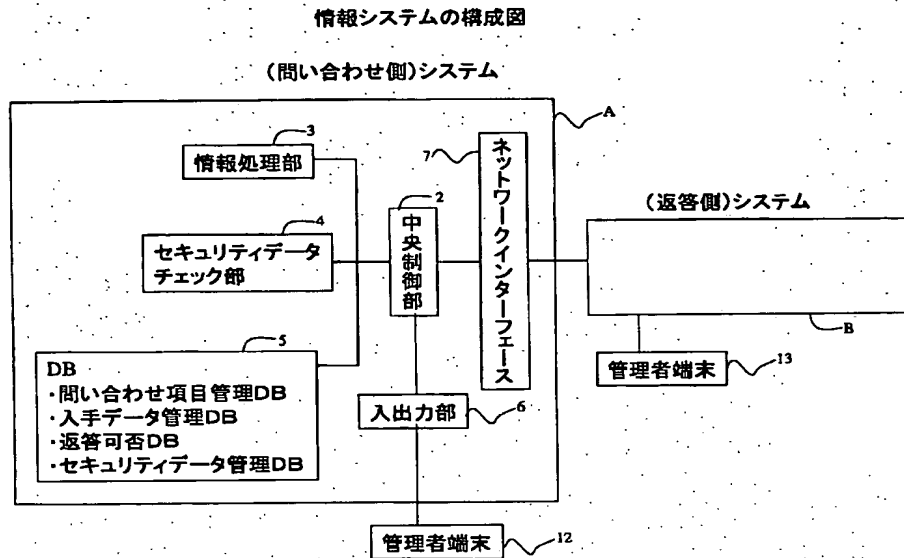 情報システムの構成図
(問い合わせ側)システム
A
3
情報処理部
7
ネットワークインターフェース
2
中央制御部
(返答側)システム
4
セキュリティデータ
チェック部
B
5
DB
・問い合わせ項目管理DB
・入手データ管理DB
・返答可否DB
・セキュリティデータ管理DB
13
管理者端末
入出力部
6
管理者端末
12